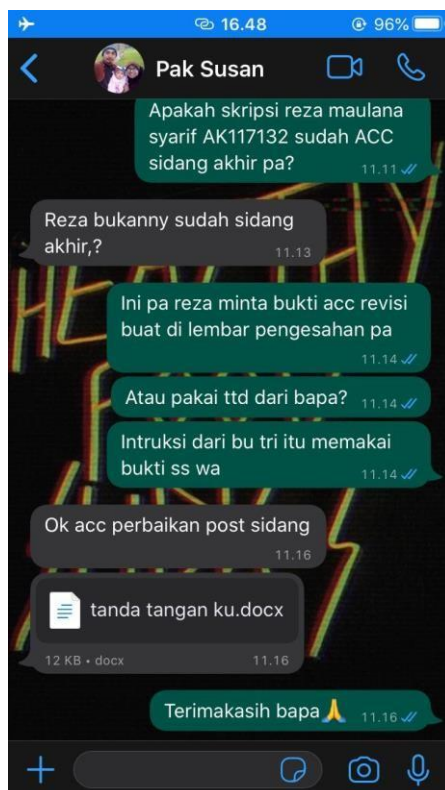 16.48
96%
Pak Susan
Apakah skripsi reza maulana
syarif AK117132 sudah ACC
sidang akhir pa?
11.11
Reza bukanny sudah sidang
akhir,?
11.13
Ini pa reza minta bukti acc revisi
buat di lembar pengesahan pa
11.14
Atau pakai ttd dari bapa? 11.14
Intruksi dari bu tri itu memakai
bukti ss wa
11.14
Ok acc perbaikan post sidang
11.16
tanda tangan ku.docx
12 KB • docx 11.16
Terimakasih bapa🙏 11.16